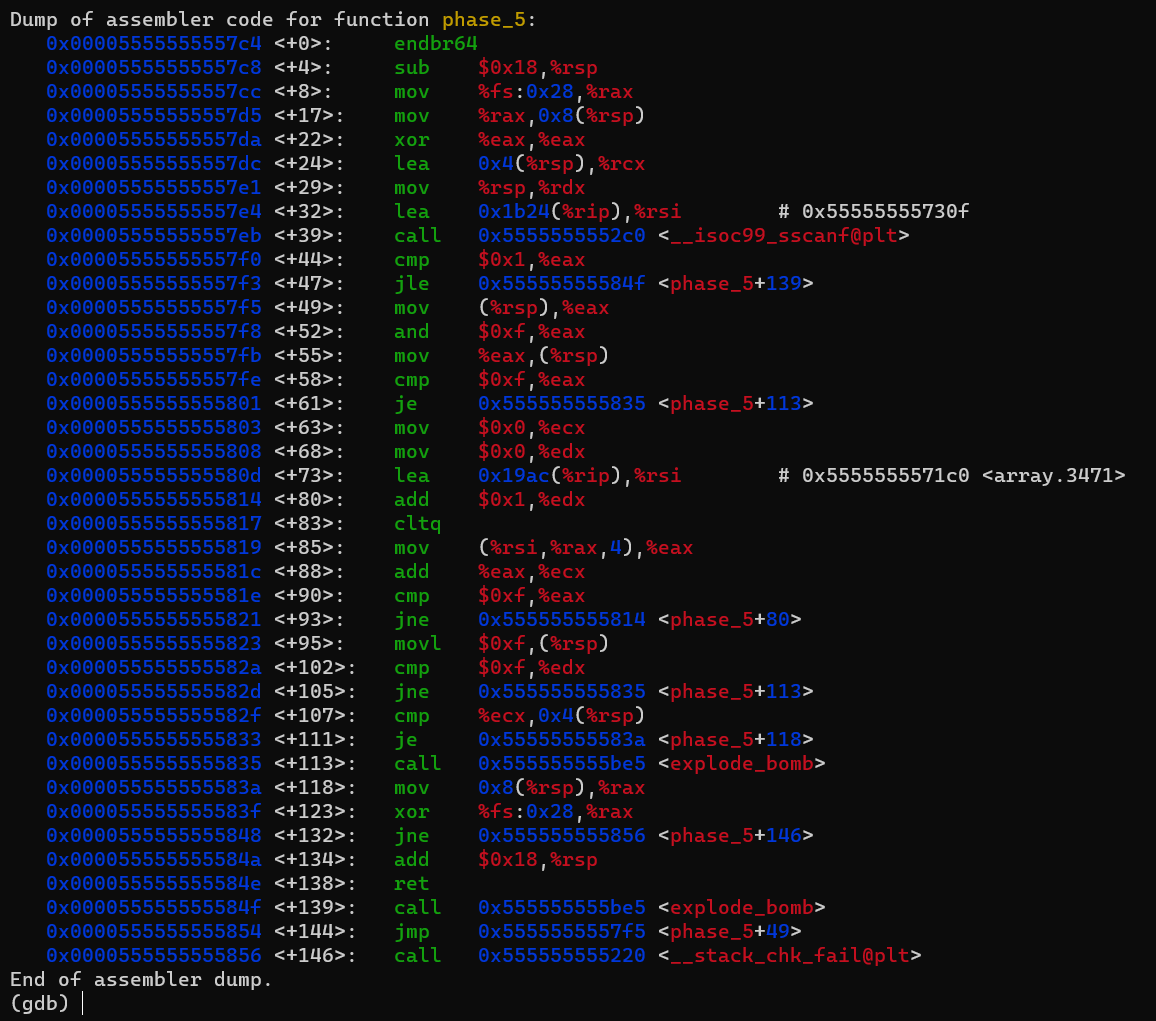 Dump of assembler code for function phase_5:
   0x00005555555557c4 <+0>:     endbr64
   0x00005555555557c8 <+4>:     sub    $0x18,%rsp
   0x00005555555557cc <+8>:     mov    %fs:0x28,%rax
   0x00005555555557d5 <+17>:    mov    %rax,0x8(%rsp)
   0x00005555555557da <+22>:    xor    %eax,%eax
   0x00005555555557dc <+24>:    lea    0x4(%rsp),%rcx
   0x00005555555557e1 <+29>:    mov    %rsp,%rdx
   0x00005555555557e4 <+32>:    lea    0x1b24(%rip),%rsi        # 0x55555555730f
   0x00005555555557eb <+39>:    call   0x5555555552c0 <__isoc99_sscanf@plt>
   0x00005555555557f0 <+44>:    cmp    $0x1,%eax
   0x00005555555557f3 <+47>:    jle    0x55555555584f <phase_5+139>
   0x00005555555557f5 <+49>:    mov    (%rsp),%eax
   0x00005555555557f8 <+52>:    and    $0xf,%eax
   0x00005555555557fb <+55>:    mov    %eax,(%rsp)
   0x00005555555557fe <+58>:    cmp    $0xf,%eax
   0x0000555555555801 <+61>:    je     0x555555555835 <phase_5+113>
   0x0000555555555803 <+63>:    mov    $0x0,%ecx
   0x0000555555555808 <+68>:    mov    $0x0,%edx
   0x000055555555580d <+73>:    lea    0x19ac(%rip),%rsi        # 0x5555555571c0 <array.3471>
   0x0000555555555814 <+80>:    add    $0x1,%edx
   0x0000555555555817 <+83>:    cltq
   0x0000555555555819 <+85>:    mov    (%rsi,%rax,4),%eax
   0x000055555555581c <+88>:    add    %eax,%ecx
   0x000055555555581e <+90>:    cmp    $0xf,%eax
   0x0000555555555821 <+93>:    jne    0x555555555814 <phase_5+80>
   0x0000555555555823 <+95>:    movl   $0xf,(%rsp)
   0x000055555555582a <+102>:   cmp    $0xf,%edx
   0x000055555555582d <+105>:   jne    0x555555555835 <phase_5+113>
   0x000055555555582f <+107>:   cmp    %ecx,0x4(%rsp)
   0x0000555555555833 <+111>:   je     0x55555555583a <phase_5+118>
   0x0000555555555835 <+113>:   call   0x555555555be5 <explode_bomb>
   0x000055555555583a <+118>:   mov    0x8(%rsp),%rax
   0x000055555555583f <+123>:   xor    %fs:0x28,%rax
   0x0000555555555848 <+132>:   jne    0x555555555856 <phase_5+146>
   0x000055555555584a <+134>:   add    $0x18,%rsp
   0x000055555555584e <+138>:   ret
   0x000055555555584f <+139>:   call   0x555555555be5 <explode_bomb>
   0x0000555555555854 <+144>:   jmp    0x5555555557f5 <phase_5+49>
   0x0000555555555856 <+146>:   call   0x555555555220 <__stack_chk_fail@plt>
End of assembler dump.
(gdb)